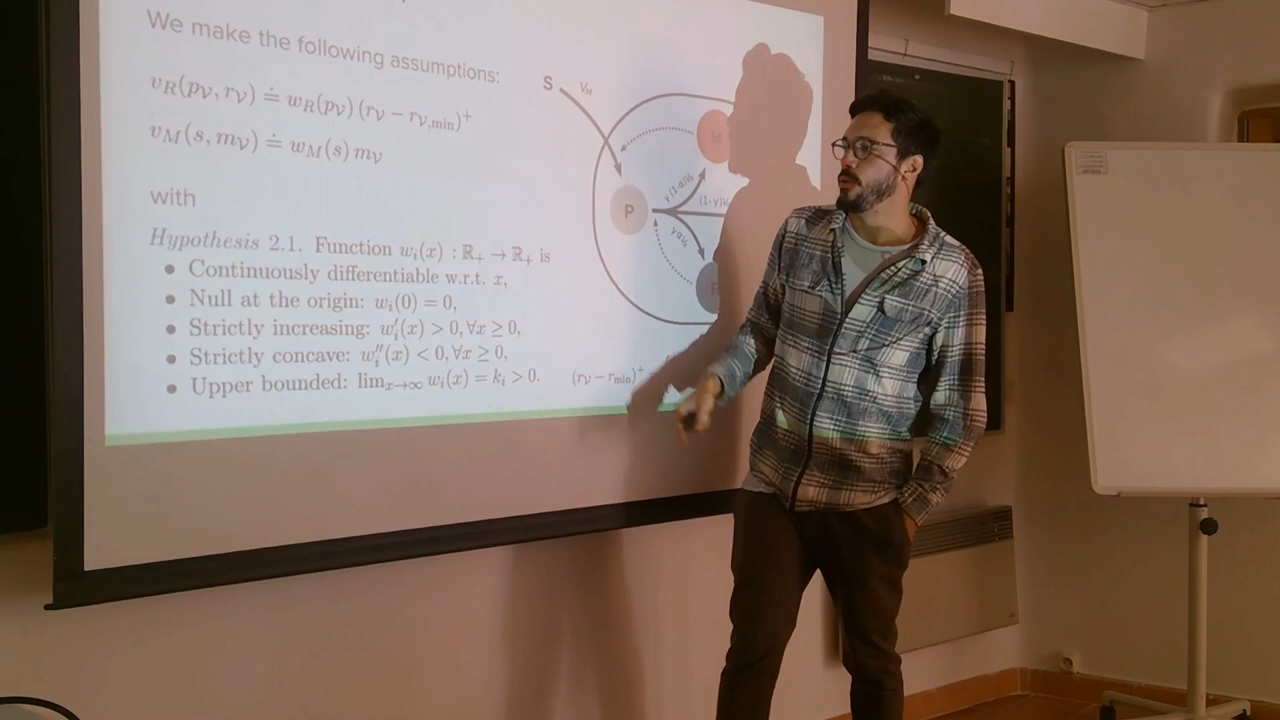 We make the following assumptions:
v_R(p_𝒱, r_𝒱) ≐ w_R(p_𝒱) (r_𝒱 − r_{𝒱,min})⁺
v_M(s, m_𝒱) ≐ w_M(s) m_𝒱
with
Hypothesis 2.1. Function w_i(x) : ℝ₊ → ℝ₊ is
• Continuously differentiable w.r.t. x,
• Null at the origin: w_i(0) = 0,
• Strictly increasing: w_i′(x) > 0, ∀x ≥ 0,
• Strictly concave: w_i″(x) < 0, ∀x ≥ 0,
• Upper bounded: lim_{x→∞} w_i(x) = k_i > 0.
S
V_M
M
P
γ(1-α)V_R
(1-γ)V
γαV_R
R
(r_𝒱 − r_min)⁺